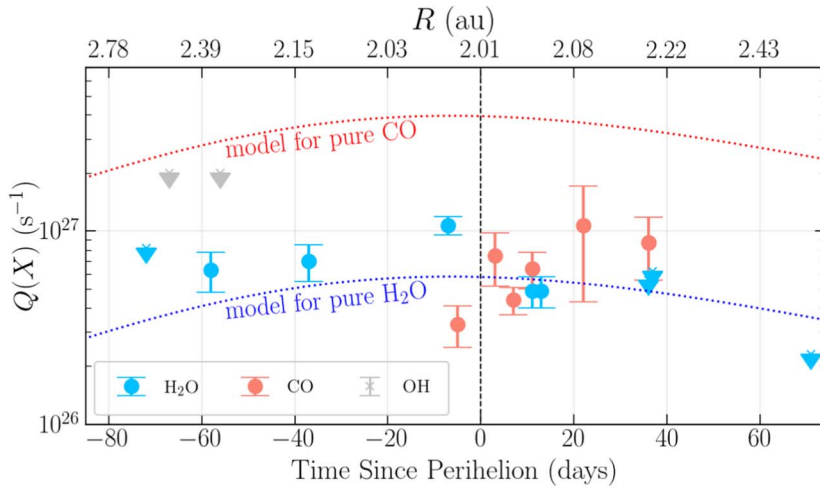 R (au)
2.78 2.39 2.15 2.03 2.01 2.08 2.22 2.43
model for pure CO
10^27
Q(X) (s^−1)
model for pure H₂O
H₂O CO OH
10^26
−80 −60 −40 −20 0 20 40 60
Time Since Perihelion (days)